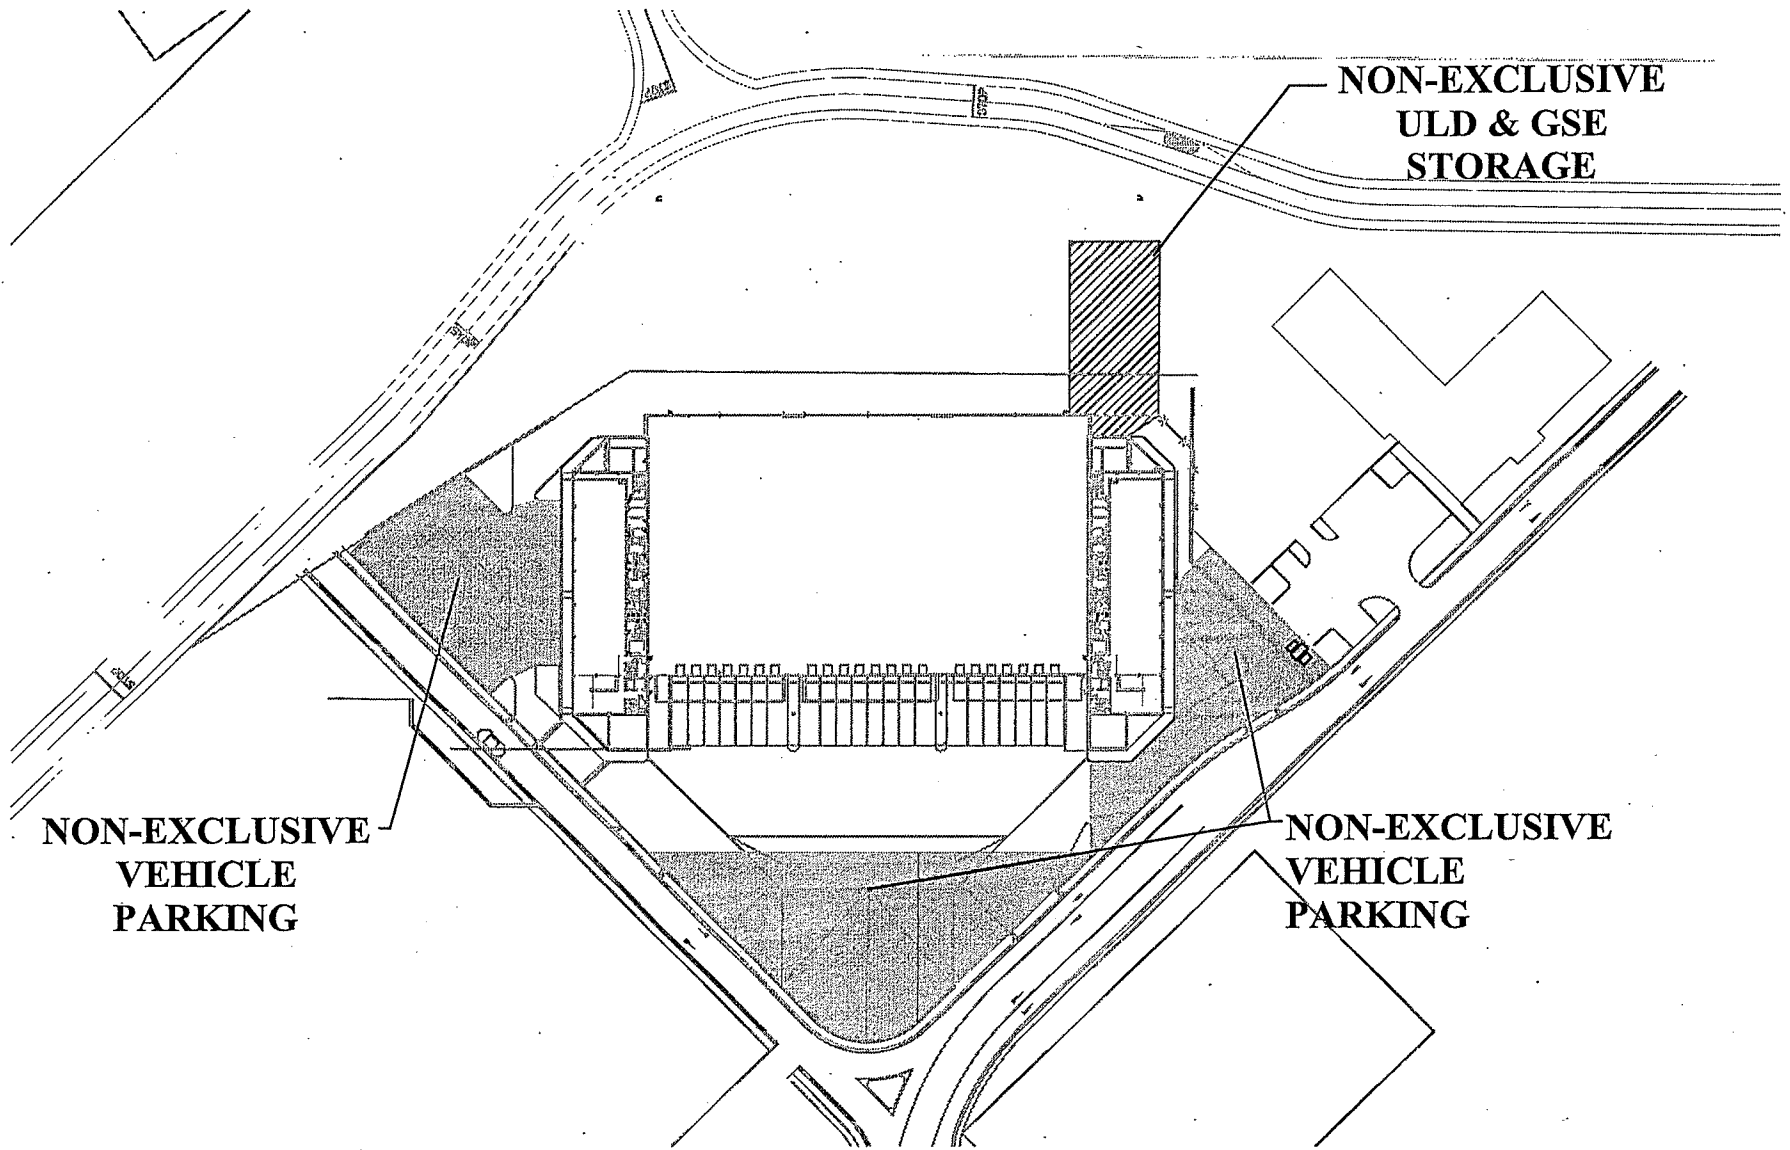 NON-EXCLUSIVE
ULD & GSE
STORAGE
NON-EXCLUSIVE
VEHICLE
PARKING
NON-EXCLUSIVE
VEHICLE
PARKING